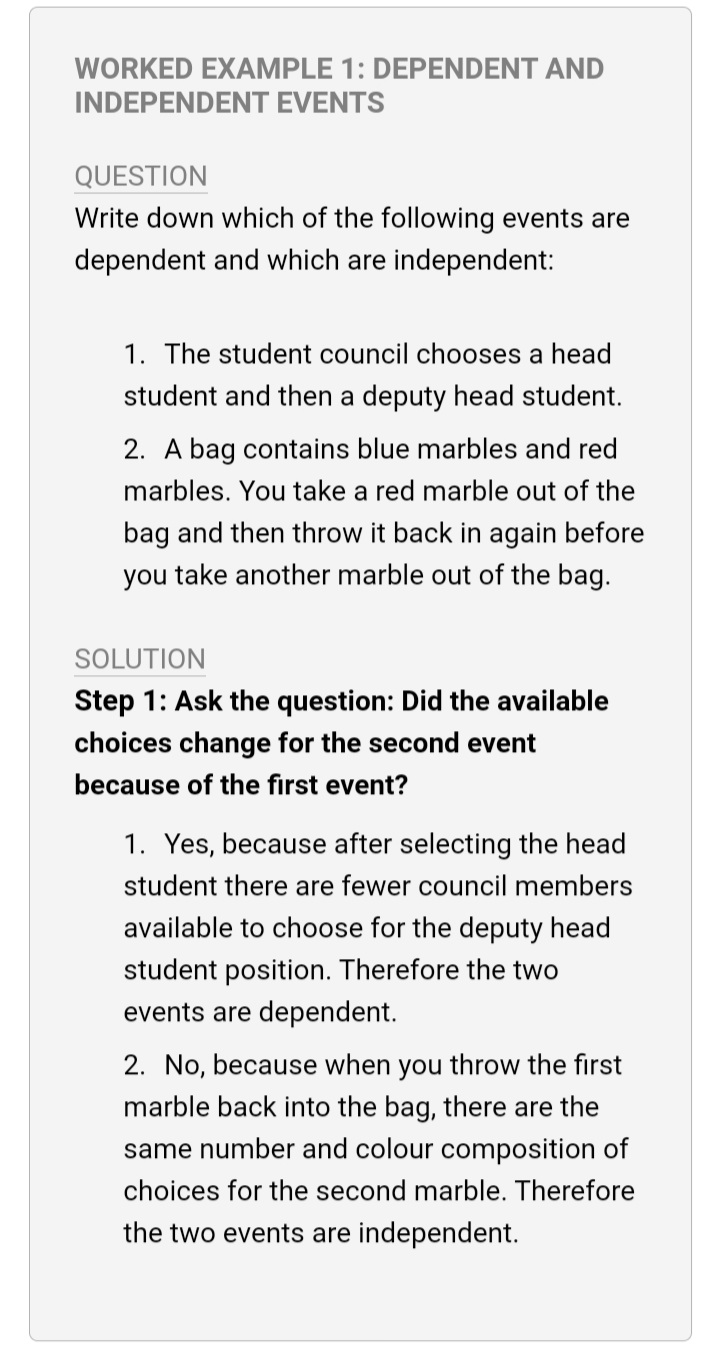 WORKED EXAMPLE 1: DEPENDENT AND
INDEPENDENT EVENTS
QUESTION
Write down which of the following events are
dependent and which are independent:
1. The student council chooses a head
student and then a deputy head student.
2. A bag contains blue marbles and red
marbles. You take a red marble out of the
bag and then throw it back in again before
you take another marble out of the bag.
SOLUTION
Step 1: Ask the question: Did the available
choices change for the second event
because of the first event?
1. Yes, because after selecting the head
student there are fewer council members
available to choose for the deputy head
student position. Therefore the two
events are dependent.
2. No, because when you throw the first
marble back into the bag, there are the
same number and colour composition of
choices for the second marble. Therefore
the two events are independent.